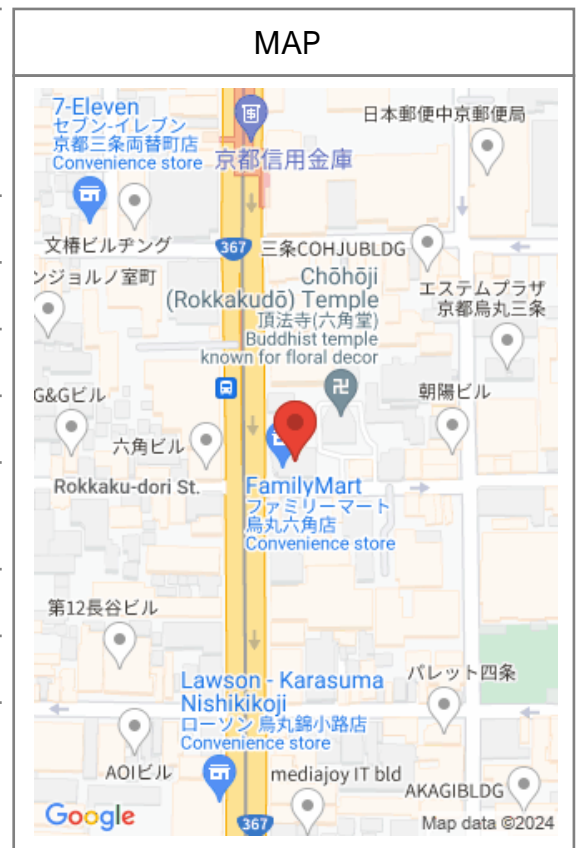 MAP
7-Eleven
セブン-イレブン
京都三条両替町店
Convenience store
日本郵便中京郵便局
京都信用金庫
文椿ビルヂング
367
三条COHJUBLDG
ンジョルノ室町
Chōhōji
(Rokkakudō) Temple
頂法寺(六角堂)
Buddhist temple
known for floral decor
エステムプラザ
京都烏丸三条
G&Gビル
朝陽ビル
六角ビル
Rokkaku-dori St.
FamilyMart
ファミリーマート
烏丸六角店
Convenience store
第12長谷ビル
Lawson - Karasuma
Nishikikoji
ローソン 烏丸錦小路店
Convenience store
パレット四条
AOIビル
mediajoy IT bld
AKAGIBLDG
Google
367
Map data ©2024